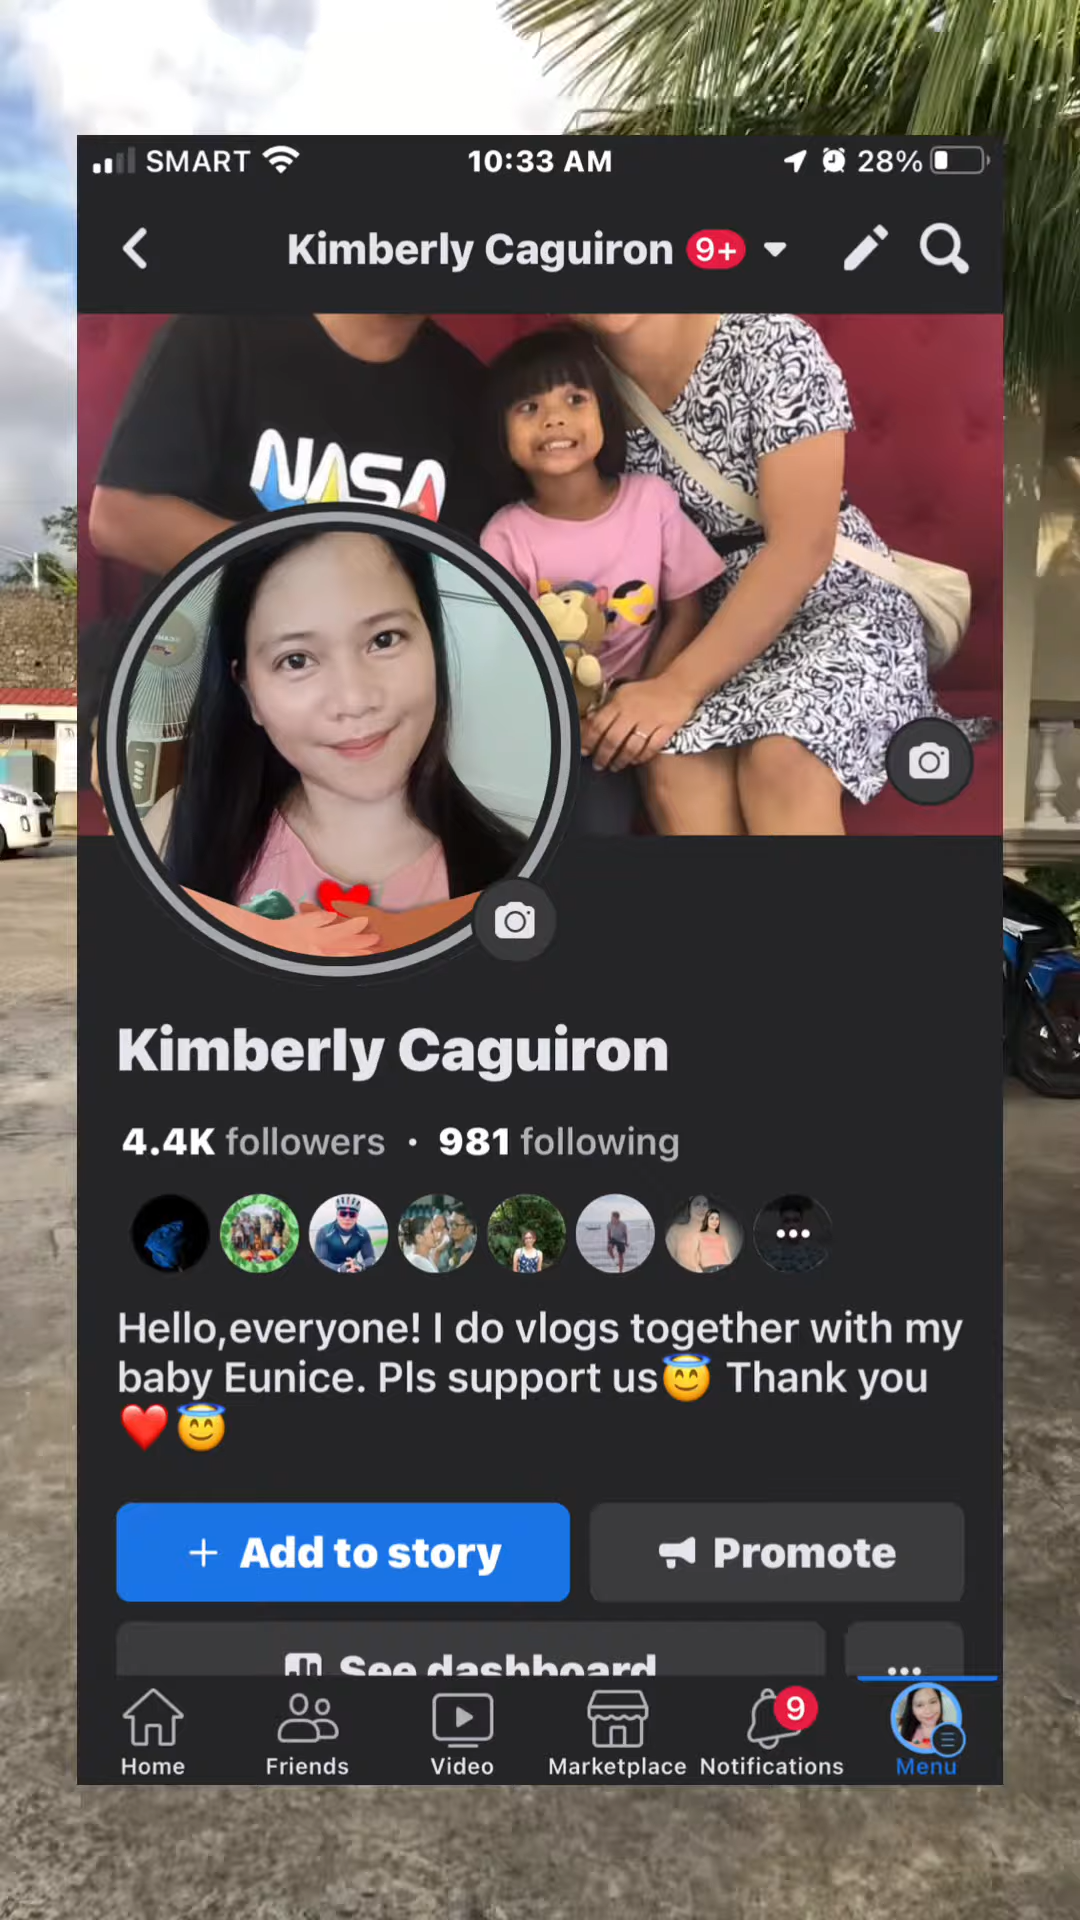 SMART 10:33 AM 28%
Kimberly Caguiron 9+
NASA
Kimberly Caguiron
4.4K followers · 981 following
Hello,everyone! I do vlogs together with my
baby Eunice. Pls support us😇 Thank you
❤️😇
+ Add to story
Promote
See dashboard
9
Home Friends Video Marketplace Notifications Menu